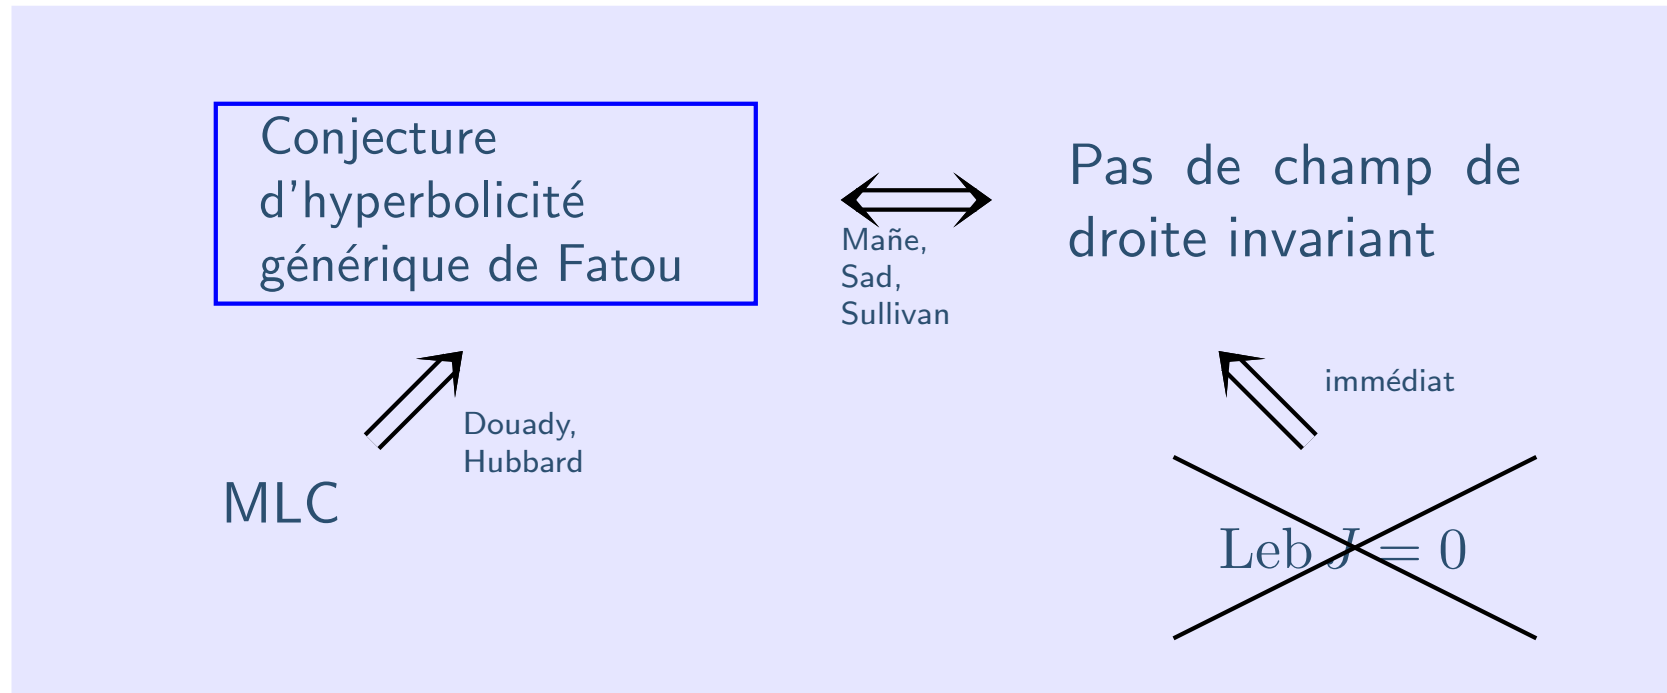 Conjecture
d'hyperbolicité
générique de Fatou
Pas de champ de
droite invariant
Mañe,
Sad,
Sullivan
Douady,
Hubbard
immédiat
MLC
Leb J = 0